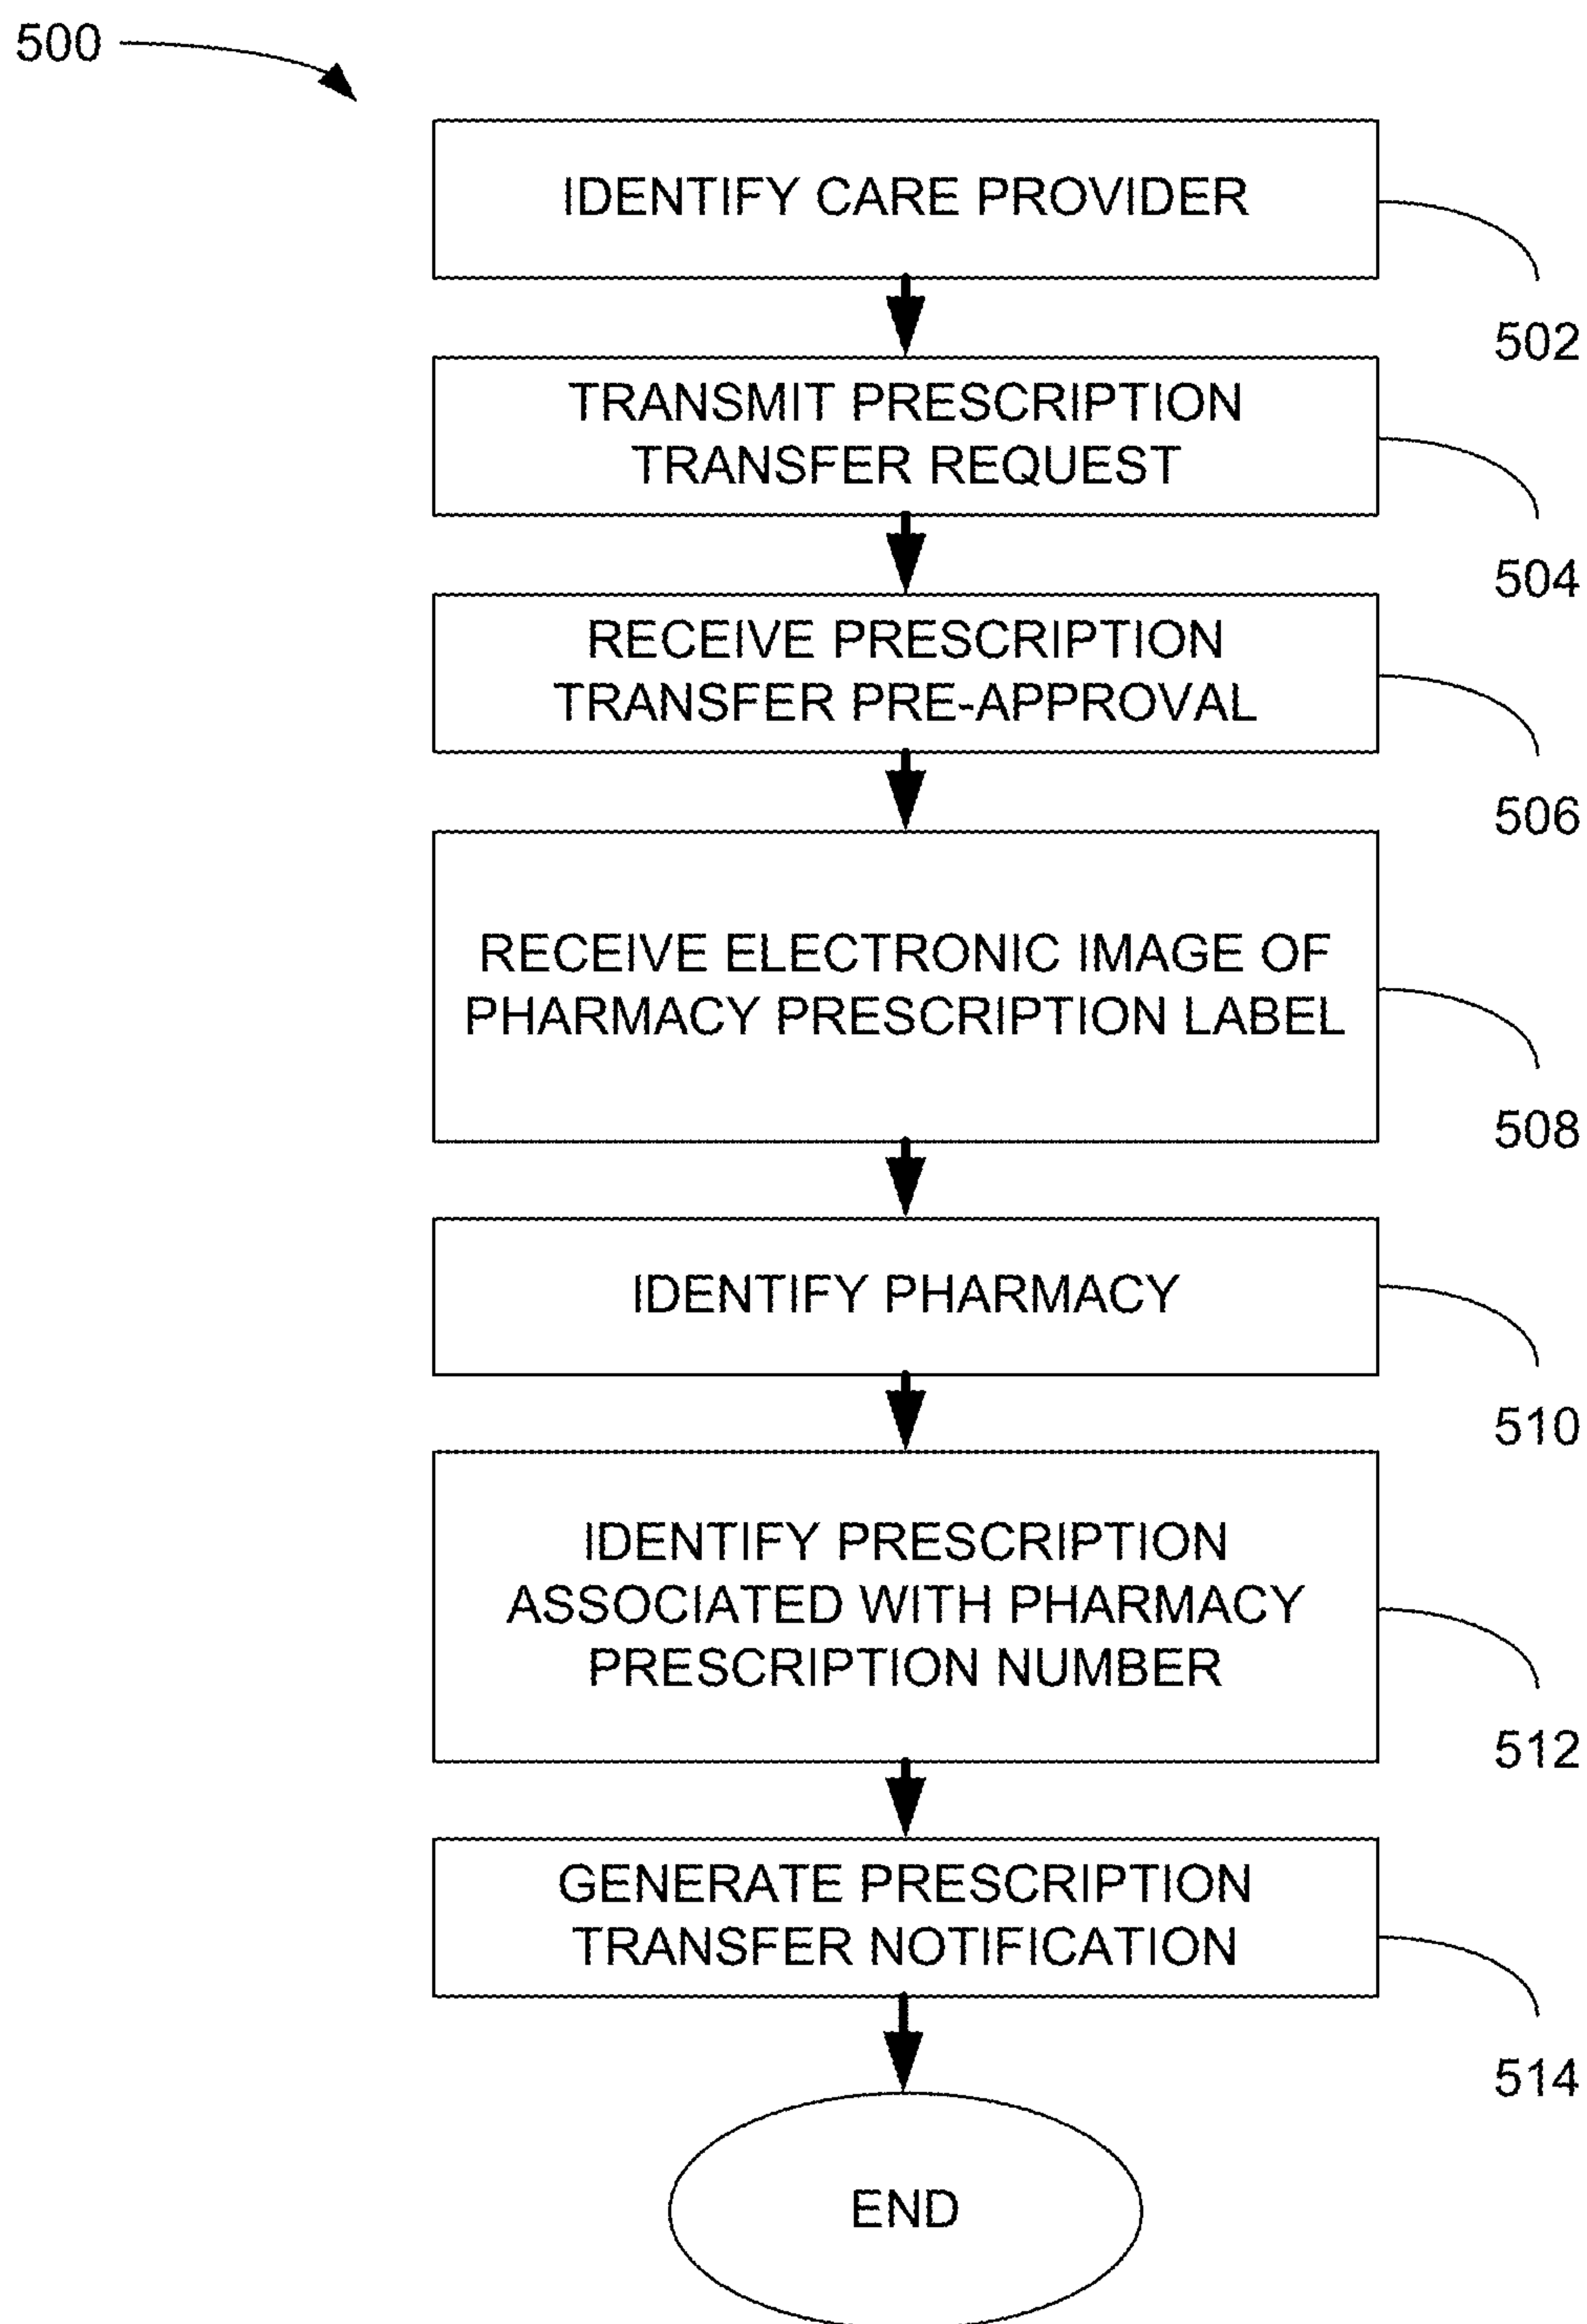 500
IDENTIFY CARE PROVIDER
502
TRANSMIT PRESCRIPTION
TRANSFER REQUEST
504
RECEIVE PRESCRIPTION
TRANSFER PRE-APPROVAL
506
RECEIVE ELECTRONIC IMAGE OF
PHARMACY PRESCRIPTION LABEL
508
IDENTIFY PHARMACY
510
IDENTIFY PRESCRIPTION
ASSOCIATED WITH PHARMACY
PRESCRIPTION NUMBER
512
GENERATE PRESCRIPTION
TRANSFER NOTIFICATION
514
END